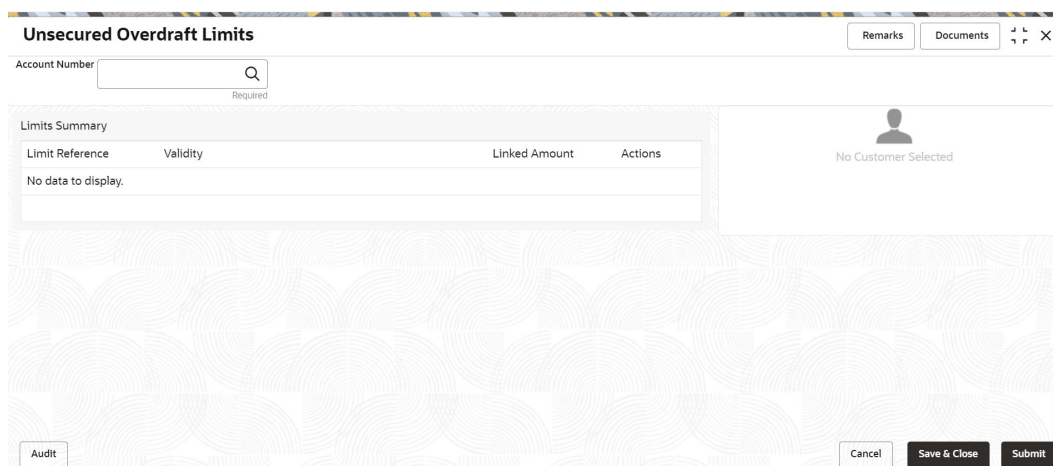 Unsecured Overdraft Limits
Remarks
Documents
Account Number
Required
Limits Summary
Limit Reference Validity Linked Amount Actions
No data to display.
No Customer Selected
Audit
Cancel
Save & Close
Submit